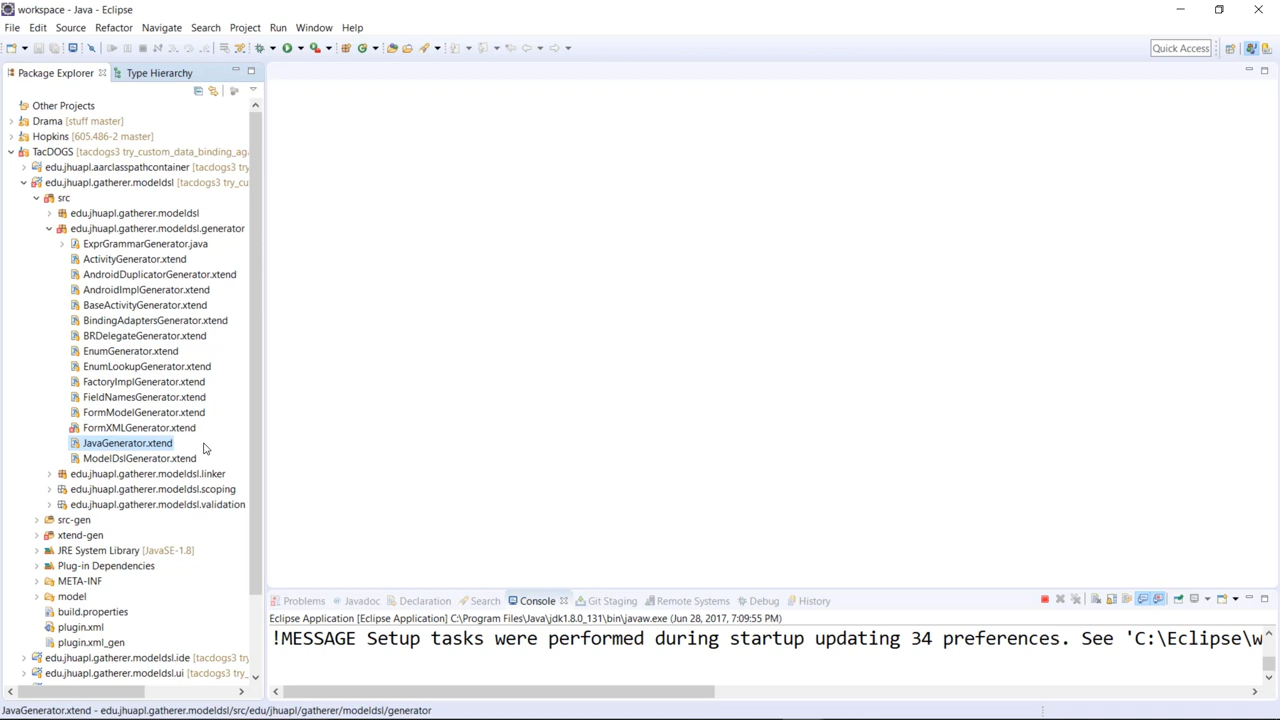 workspace - Java - Eclipse
File Edit Source Refactor Navigate Search Project Run Window Help
Quick Access
Package Explorer Type Hierarchy
Other Projects
Drama [stuff master]
Hopkins [605.486-2 master]
TacDOGS [tacdogs3 try_custom_data_binding_aga
edu.jhuapl.aarclasspathcontainer [tacdogs3 try
edu.jhuapl.gatherer.modeldsl [tacdogs3 try_cu
src
edu.jhuapl.gatherer.modeldsl
edu.jhuapl.gatherer.modeldsl.generator
ExprGrammarGenerator.java
ActivityGenerator.xtend
AndroidDuplicatorGenerator.xtend
AndroidImplGenerator.xtend
BaseActivityGenerator.xtend
BindingAdaptersGenerator.xtend
BRDelegateGenerator.xtend
EnumGenerator.xtend
EnumLookupGenerator.xtend
FactoryImplGenerator.xtend
FieldNamesGenerator.xtend
FormModelGenerator.xtend
FormXMLGenerator.xtend
JavaGenerator.xtend
ModelDslGenerator.xtend
edu.jhuapl.gatherer.modeldsl.linker
edu.jhuapl.gatherer.modeldsl.scoping
edu.jhuapl.gatherer.modeldsl.validation
src-gen
xtend-gen
JRE System Library [JavaSE-1.8]
Plug-in Dependencies
META-INF
model
build.properties
plugin.xml
plugin.xml_gen
edu.jhuapl.gatherer.modeldsl.ide [tacdogs3 try
edu.jhuapl.gatherer.modeldsl.ui [tacdogs3 try_
Problems Javadoc Declaration Search Console Git Staging Remote Systems Debug History
Eclipse Application [Eclipse Application] C:\Program Files\Java\jdk1.8.0_131\bin\javaw.exe (Jun 28, 2017, 7:09:55 PM)
!MESSAGE Setup tasks were performed during startup updating 34 preferences. See 'C:\Eclipse\w
JavaGenerator.xtend - edu.jhuapl.gatherer.modeldsl/src/edu/jhuapl/gatherer/modeldsl/generator